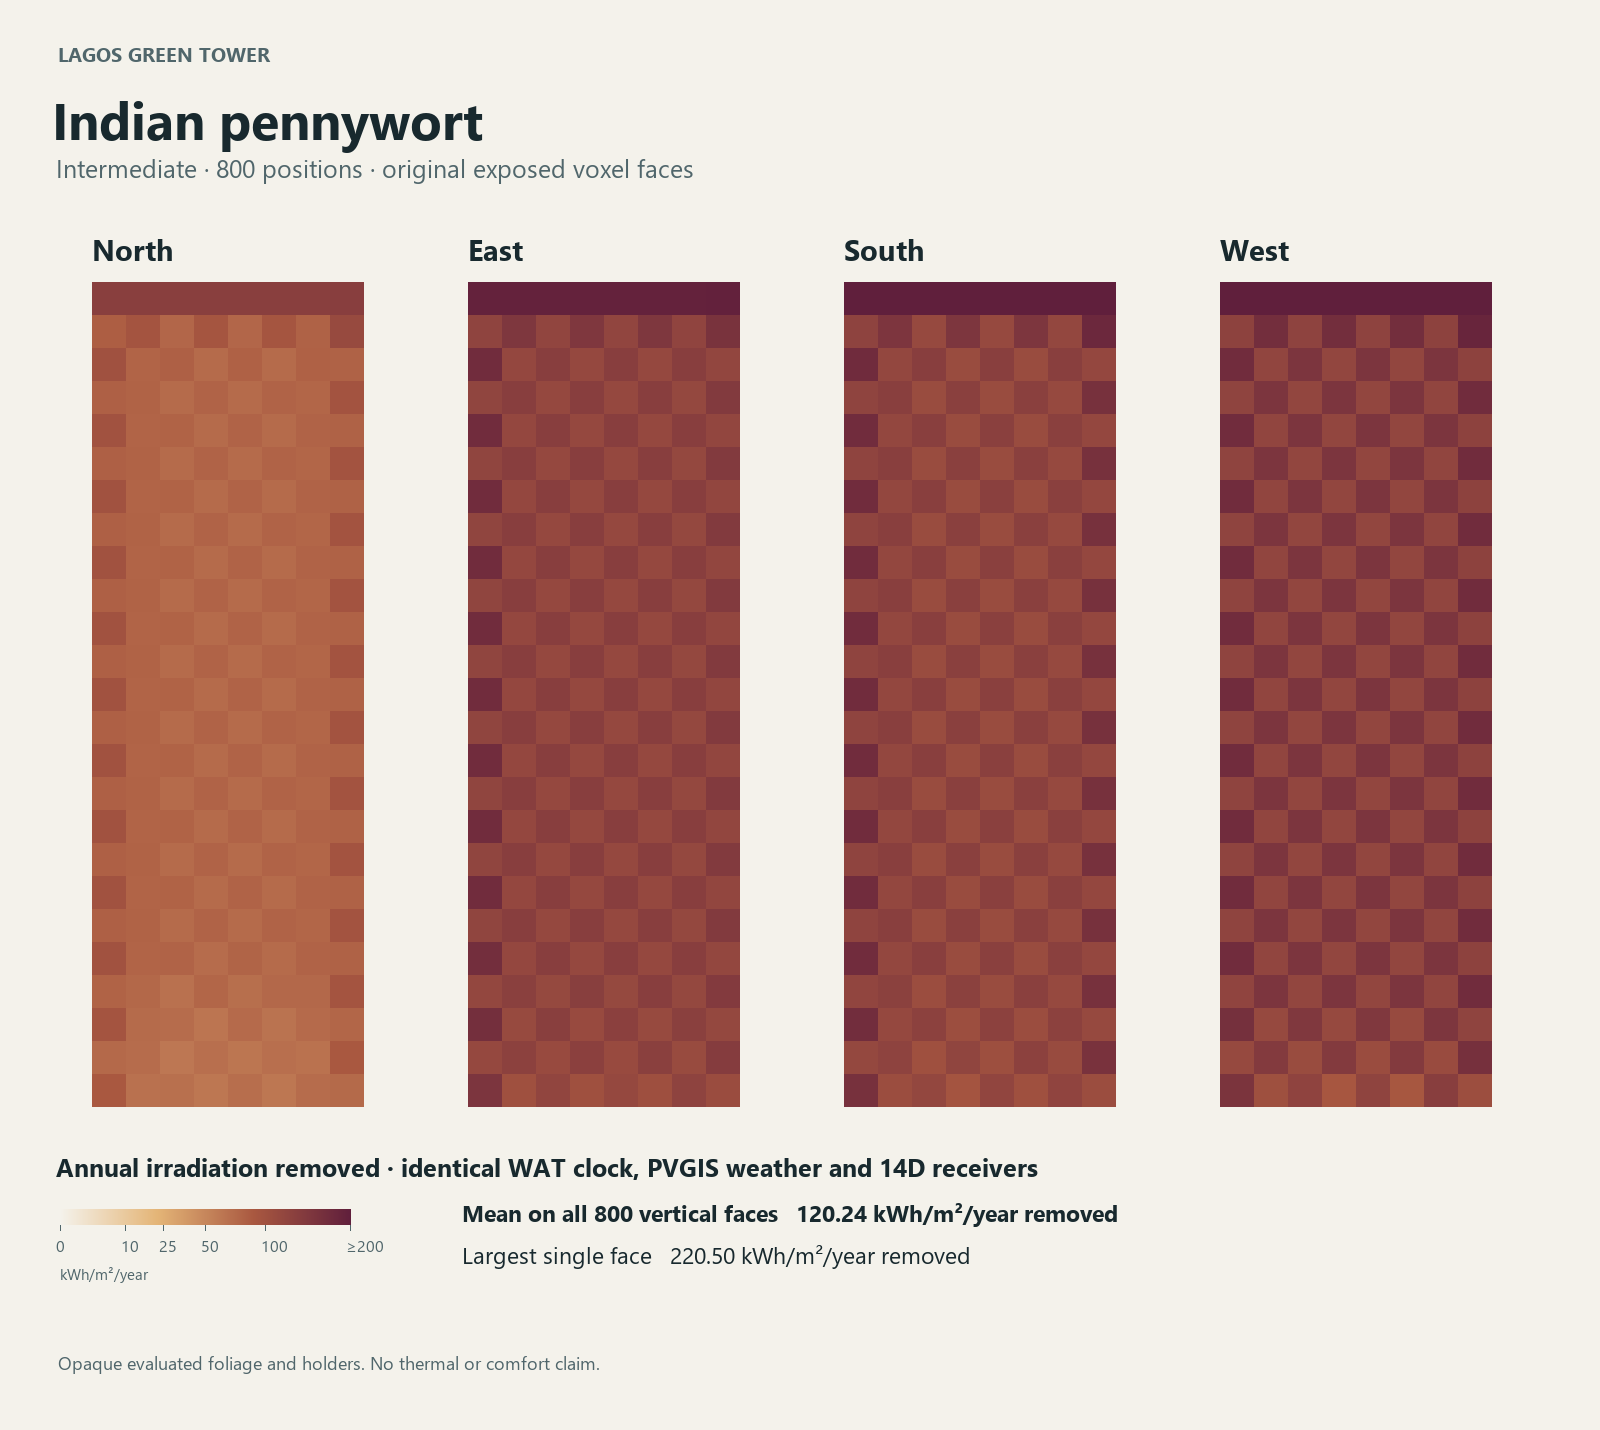 LAGOS GREEN TOWER
Indian pennywort
Intermediate · 800 positions · original exposed voxel faces
North East South West
Annual irradiation removed · identical WAT clock, PVGIS weather and 14D receivers
Mean on all 800 vertical faces 120.24 kWh/m²/year removed
0 10 25 50 100 ≥200
Largest single face 220.50 kWh/m²/year removed
kWh/m²/year
Opaque evaluated foliage and holders. No thermal or comfort claim.